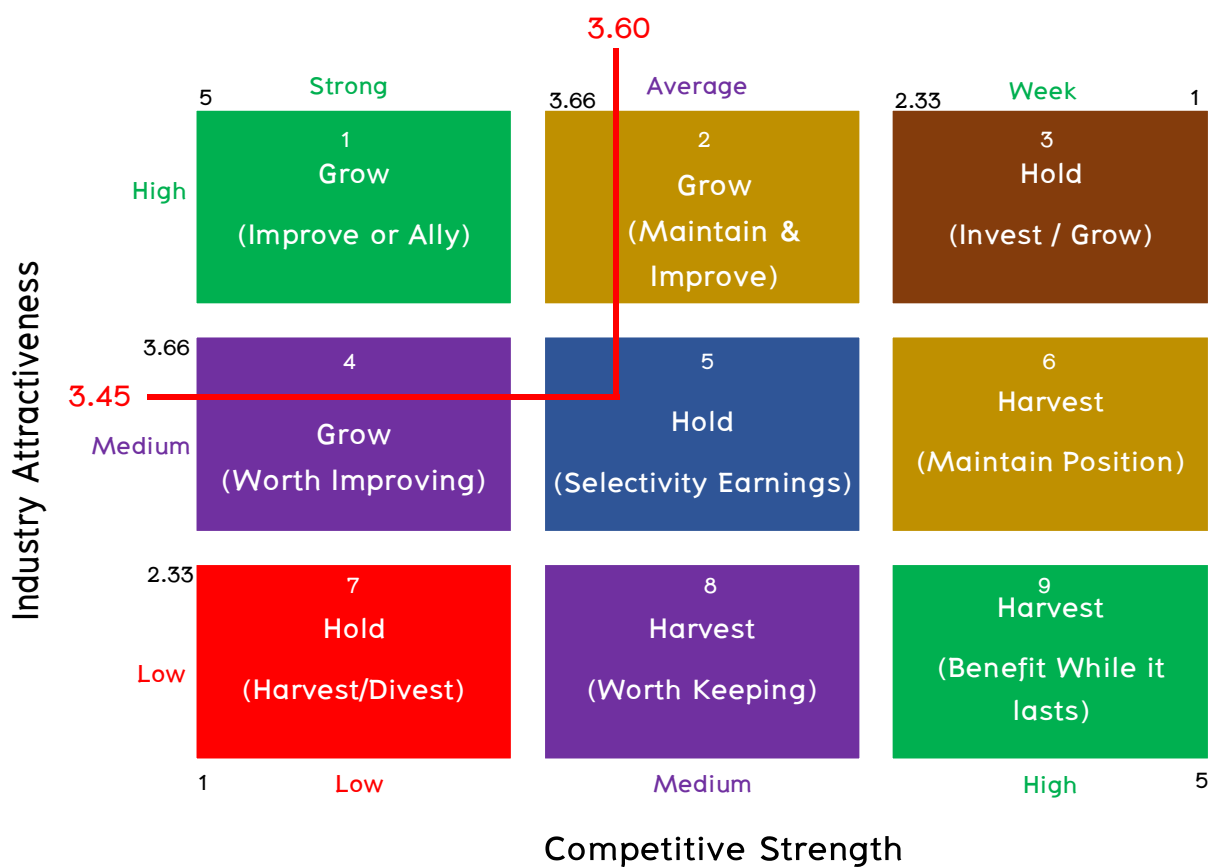 3.60
Strong
Average
Week
5
3.66
2.33
1
1
2
3
Grow
Grow
Hold
High
(Improve or Ally)
(Maintain &
Improve)
(Invest / Grow)
Industry Attractiveness
3.66
4
5
6
3.45
Medium
Grow
(Worth Improving)
Hold
(Selectivity Earnings)
Harvest
(Maintain Position)
2.33
7
8
9
Hold
Harvest
Harvest
Low
(Harvest/Divest)
(Worth Keeping)
(Benefit While it
lasts)
1
Low
Medium
High
5
Competitive Strength